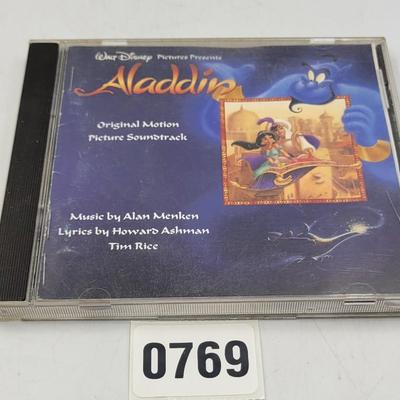 Walt Disney Pictures Presents
Aladdin
Original Motion
Picture Soundtrack
Music by Alan Menken
Lyrics by Howard Ashman
Tim Rice
0769